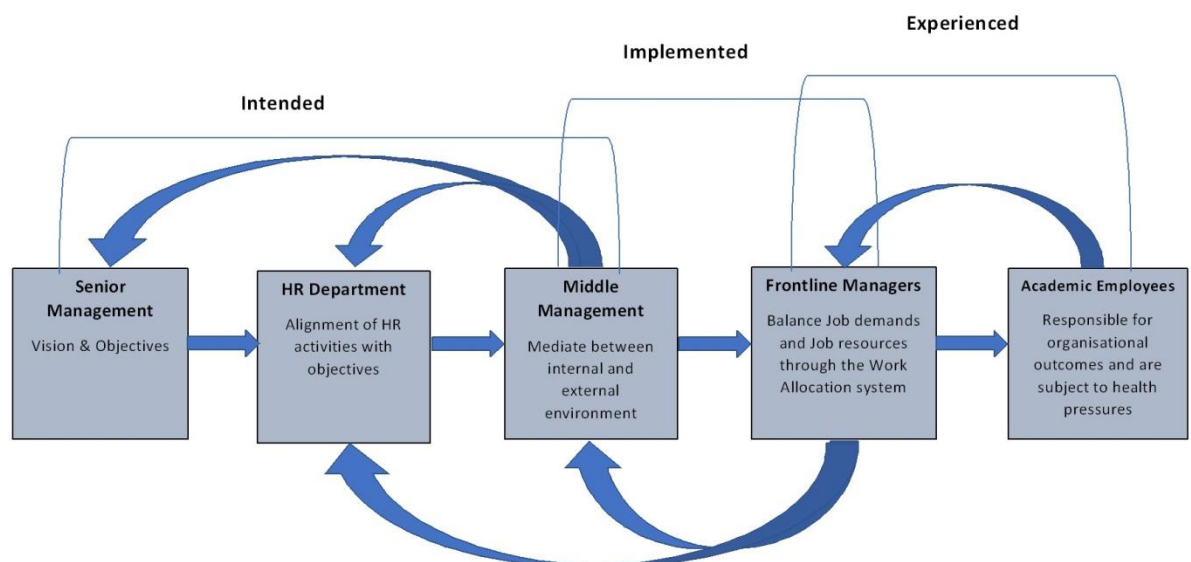 Experienced
Implemented
Intended
Senior
Management
Vision & Objectives
HR Department
Alignment of HR
activities with
objectives
Middle
Management
Mediate between
internal and
external
environment
Frontline Managers
Balance Job demands
and Job resources
through the Work
Allocation system
Academic Employees
Responsible for
organisational
outcomes and are
subject to health
pressures